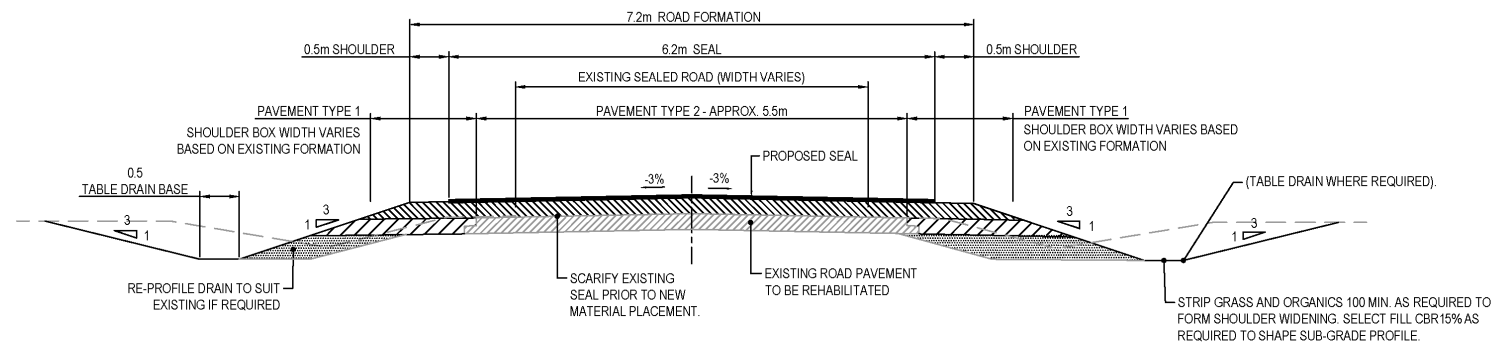 7.2m ROAD FORMATION
0.5m SHOULDER
6.2m SEAL
0.5m SHOULDER
EXISTING SEALED ROAD (WIDTH VARIES)
PAVEMENT TYPE 1
SHOULDER BOX WIDTH VARIES
BASED ON EXISTING FORMATION
PAVEMENT TYPE 2 - APPROX. 5.5m
PAVEMENT TYPE 1
SHOULDER BOX WIDTH VARIES BASED
ON EXISTING FORMATION
PROPOSED SEAL
0.5
TABLE DRAIN BASE
-3%
-3%
(TABLE DRAIN WHERE REQUIRED).
3
1
3
1
3
1
3
1
RE-PROFILE DRAIN TO SUIT
EXISTING IF REQUIRED
SCARIFY EXISTING
SEAL PRIOR TO NEW
MATERIAL PLACEMENT.
EXISTING ROAD PAVEMENT
TO BE REHABILITATED
STRIP GRASS AND ORGANICS 100 MIN. AS REQUIRED TO
FORM SHOULDER WIDENING. SELECT FILL CBR15% AS
REQUIRED TO SHAPE SUB-GRADE PROFILE.